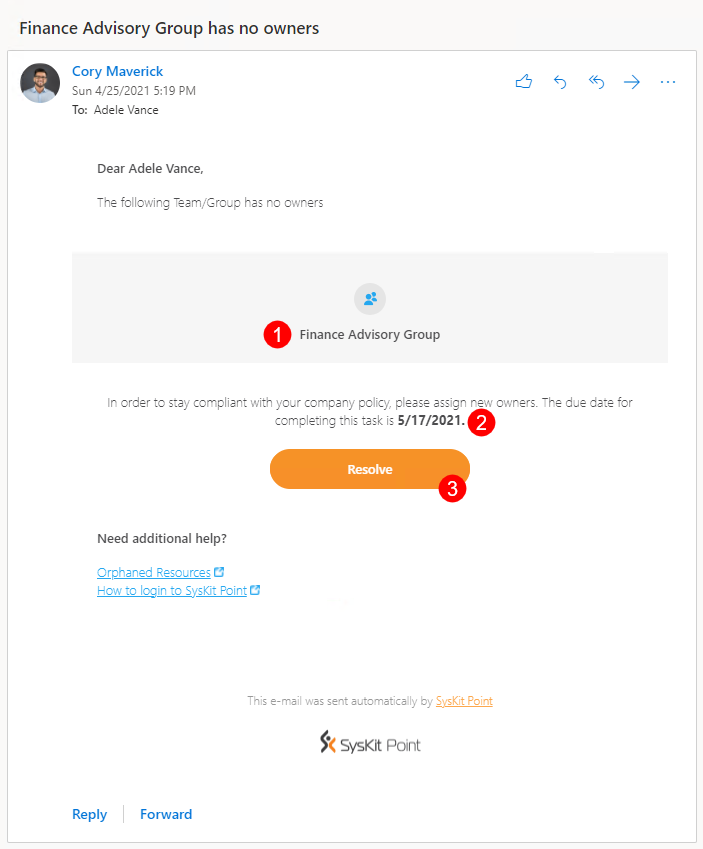 Finance Advisory Group has no owners
Cory Maverick
Sun 4/25/2021 5:19 PM
To: Adele Vance
Dear Adele Vance,
The following Team/Group has no owners
1 Finance Advisory Group
In order to stay compliant with your company policy, please assign new owners. The due date for
completing this task is 5/17/2021. 2
Resolve
3
Need additional help?
Orphaned Resources
How to login to SysKit Point
This e-mail was sent automatically by SysKit Point
SysKit Point
Reply Forward